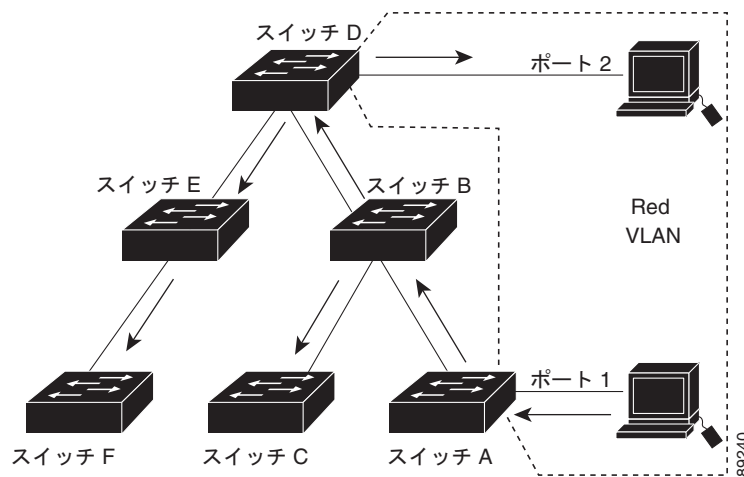 スイッチ D
ポート 2
スイッチ E
スイッチ B
Red
VLAN
ポート 1
スイッチ F
スイッチ C
スイッチ A
89240